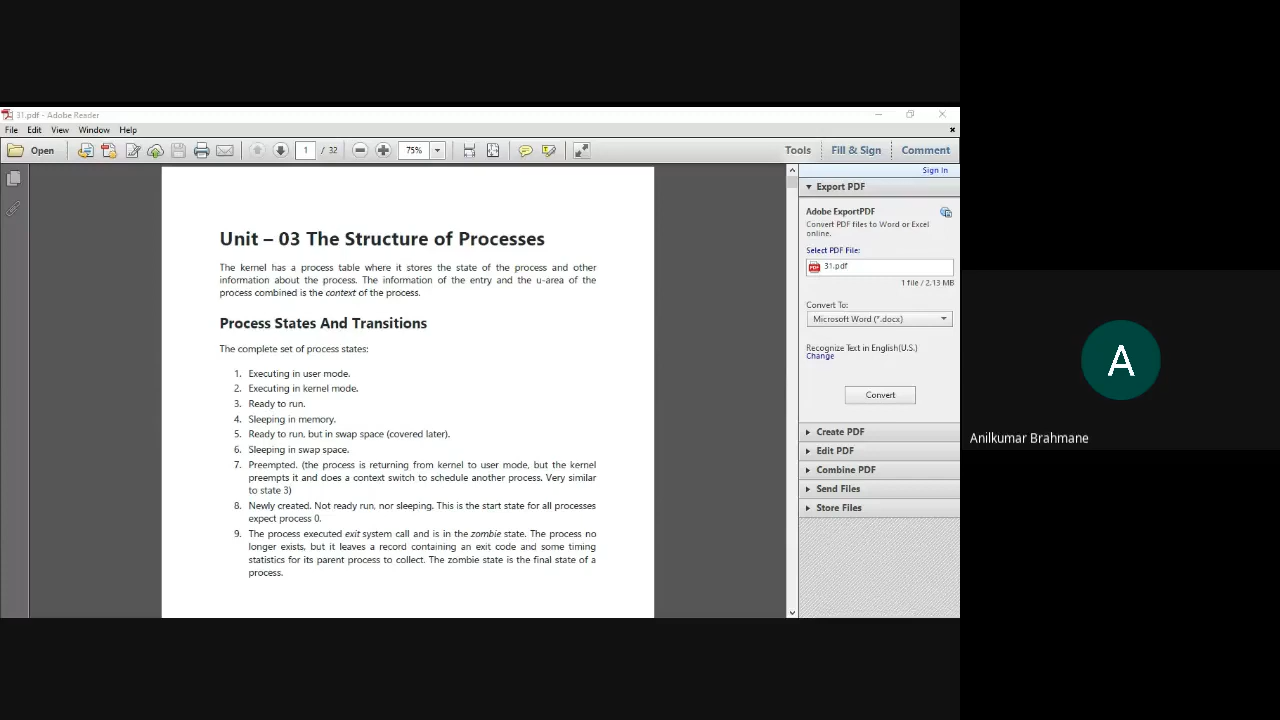 31.pdf - Adobe Reader
File Edit View Window Help
Open 1 / 32 75% Tools Fill & Sign Comment
Sign In
Export PDF
Adobe ExportPDF
Convert PDF files to Word or Excel
online.
Select PDF File:
31.pdf
1 file / 2.13 MB
Convert To:
Microsoft Word (*.docx)
Recognize Text in English(U.S.)
Change
Convert
Create PDF
Edit PDF
Combine PDF
Send Files
Store Files
Unit – 03 The Structure of Processes
The kernel has a process table where it stores the state of the process and other
information about the process. The information of the entry and the u-area of the
process combined is the context of the process.
Process States And Transitions
The complete set of process states:
1. Executing in user mode.
2. Executing in kernel mode.
3. Ready to run.
4. Sleeping in memory.
5. Ready to run, but in swap space (covered later).
6. Sleeping in swap space.
7. Preempted. (the process is returning from kernel to user mode, but the kernel
preempts it and does a context switch to schedule another process. Very similar
to state 3)
8. Newly created. Not ready run, nor sleeping. This is the start state for all processes
expect process 0.
9. The process executed exit system call and is in the zombie state. The process no
longer exists, but it leaves a record containing an exit code and some timing
statistics for its parent process to collect. The zombie state is the final state of a
process.
A
Anilkumar Brahmane